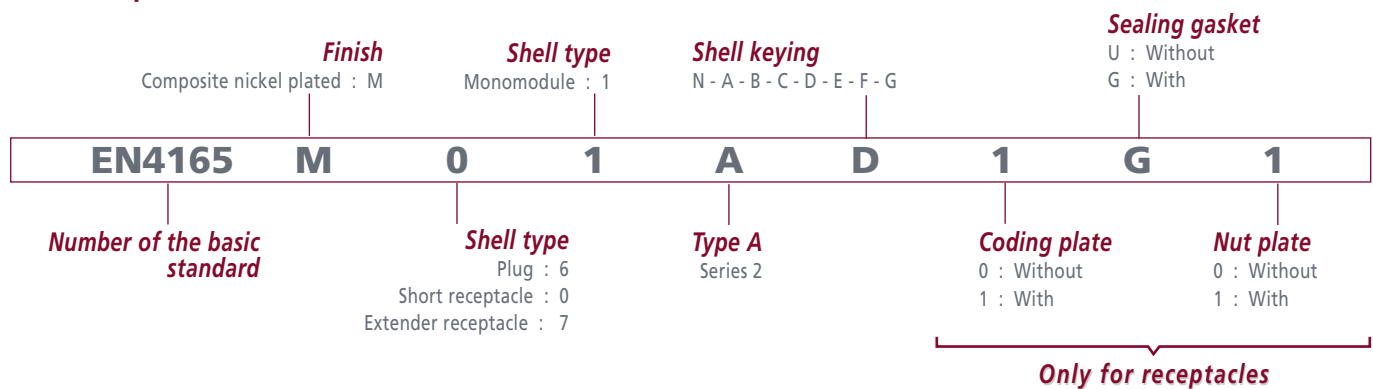 Sealing gasket
U : Without
G : With
Finish
Composite nickel plated : M
Shell type
Monomodule : 1
Shell keying
N - A - B - C - D - E - F - G
EN4165 M 0 1 A D 1 G 1
Number of the basic
standard
Shell type
Plug : 6
Short receptacle : 0
Extender receptacle : 7
Type A
Series 2
Coding plate
0 : Without
1 : With
Nut plate
0 : Without
1 : With
Only for receptacles